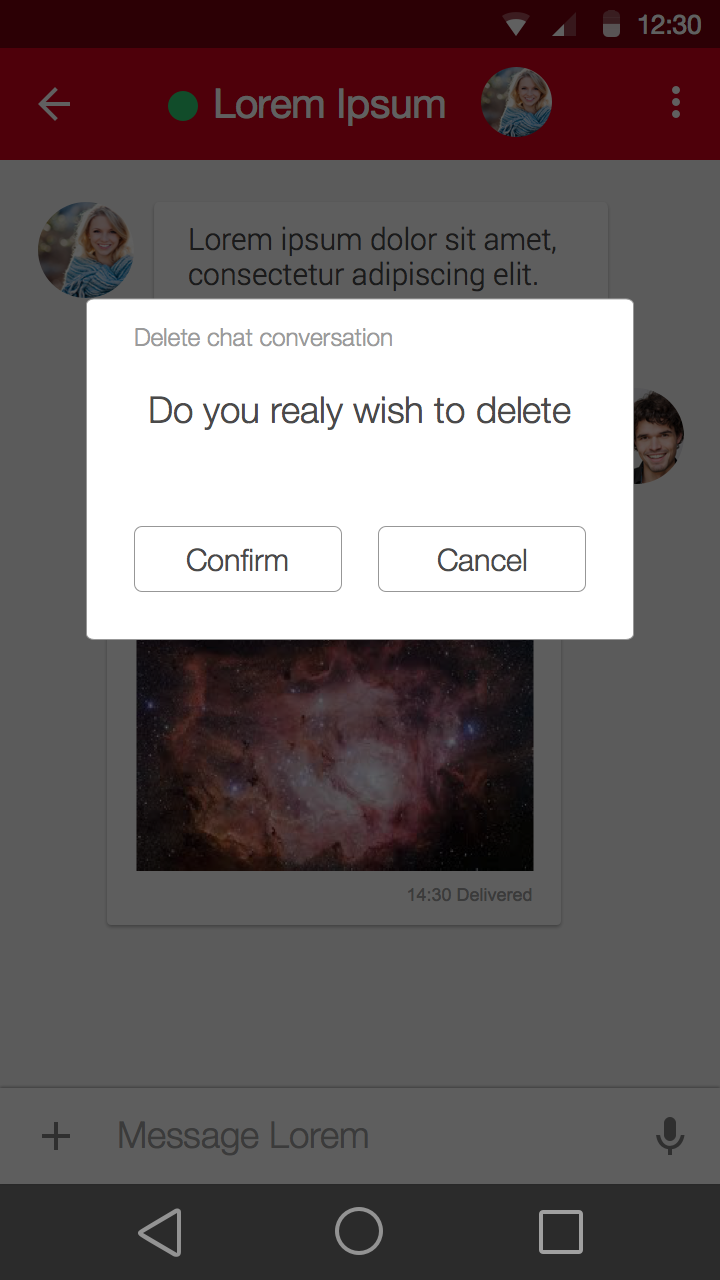 12:30
Lorem Ipsum
Lorem ipsum dolor sit amet,
consectetur adipiscing elit.
Delete chat conversation
Do you realy wish to delete
Confirm Cancel
14:30 Delivered
Message Lorem